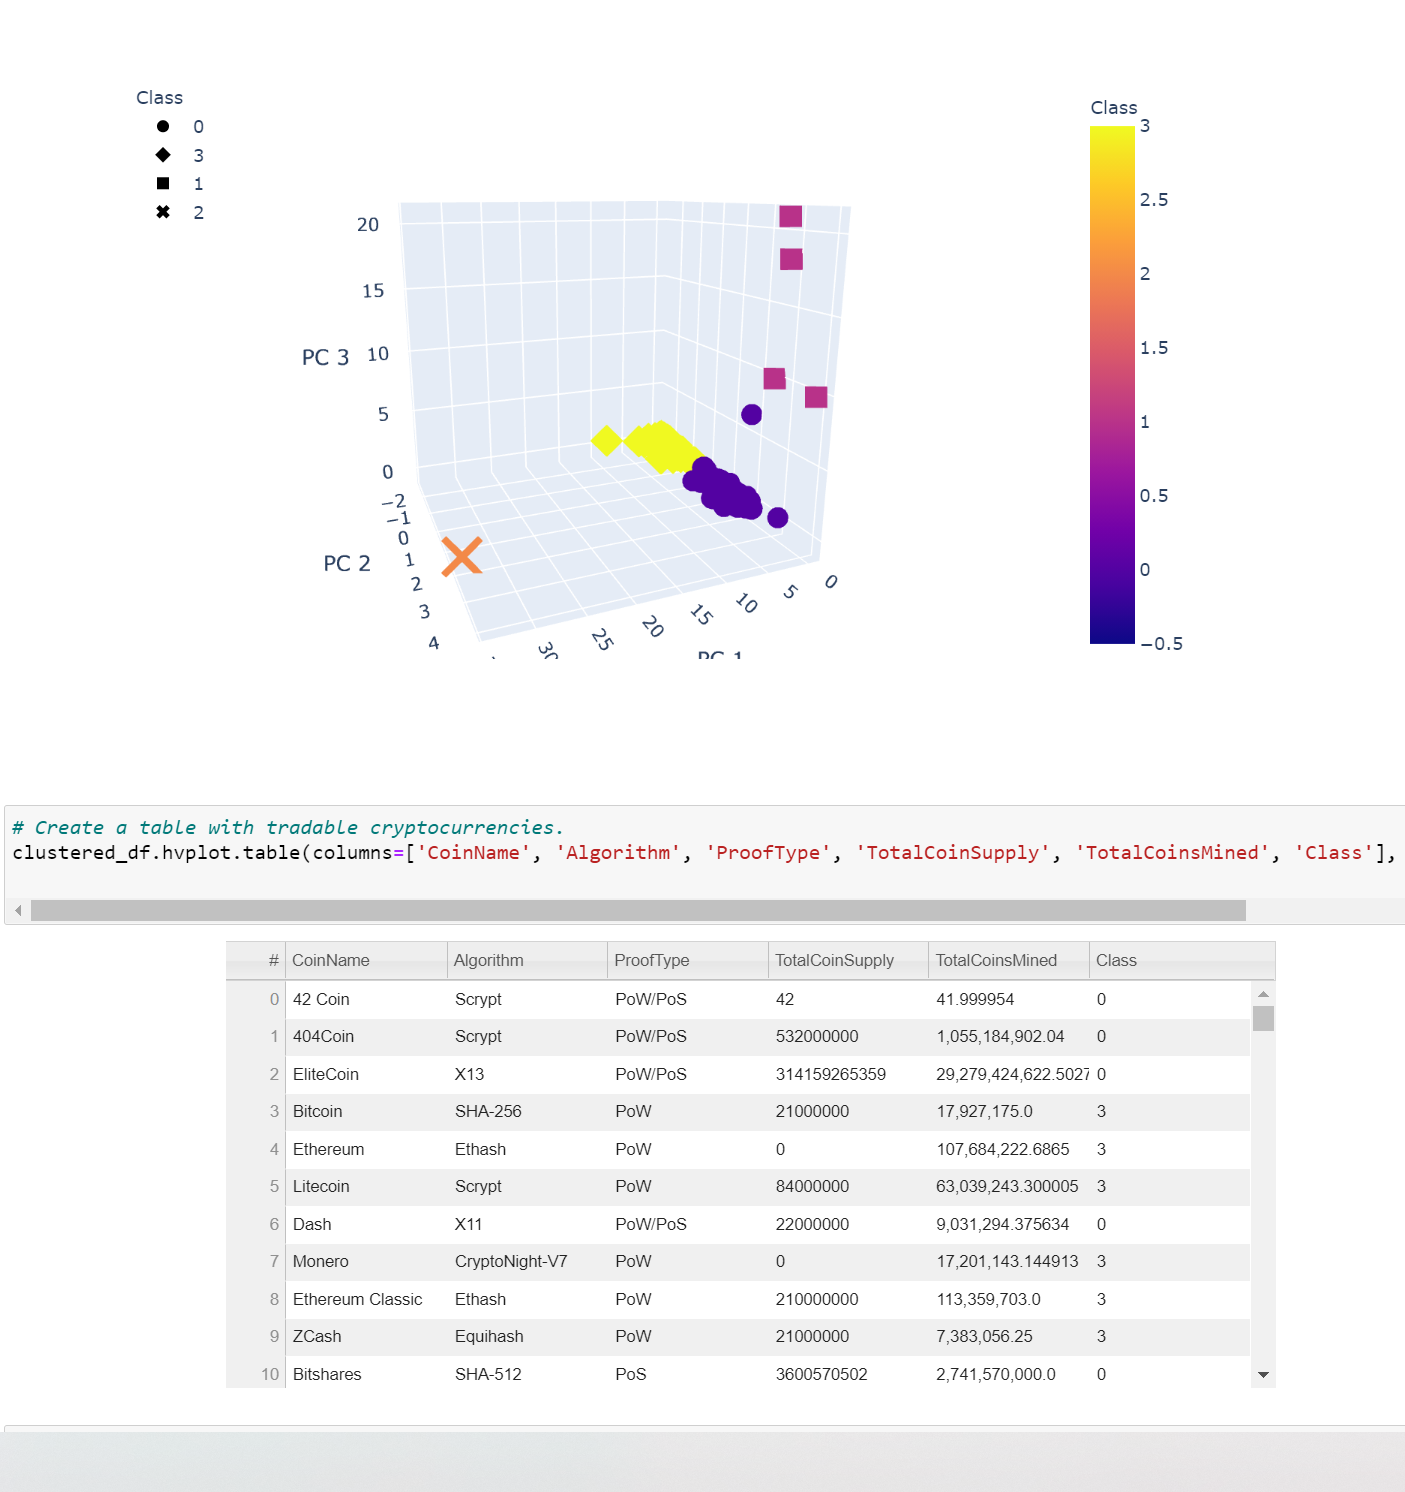 Class
0
3
1
2
Class
3
2.5
2
1.5
1
0.5
0
−0.5
20
15
PC 3 10
5
0
−2
−1
0
PC 2 1
2
3
4
30
25
20
15
10
5
0
PC 1
# Create a table with tradable cryptocurrencies.
clustered_df.hvplot.table(columns=['CoinName', 'Algorithm', 'ProofType', 'TotalCoinSupply', 'TotalCoinsMined', 'Class'],
# CoinName Algorithm ProofType TotalCoinSupply TotalCoinsMined Class
0 42 Coin Scrypt PoW/PoS 42 41.999954 0
1 404Coin Scrypt PoW/PoS 532000000 1,055,184,902.04 0
2 EliteCoin X13 PoW/PoS 314159265359 29,279,424,622.5027 0
3 Bitcoin SHA-256 PoW 21000000 17,927,175.0 3
4 Ethereum Ethash PoW 0 107,684,222.6865 3
5 Litecoin Scrypt PoW 84000000 63,039,243.300005 3
6 Dash X11 PoW/PoS 22000000 9,031,294.375634 0
7 Monero CryptoNight-V7 PoW 0 17,201,143.144913 3
8 Ethereum Classic Ethash PoW 210000000 113,359,703.0 3
9 ZCash Equihash PoW 21000000 7,383,056.25 3
10 Bitshares SHA-512 PoS 3600570502 2,741,570,000.0 0